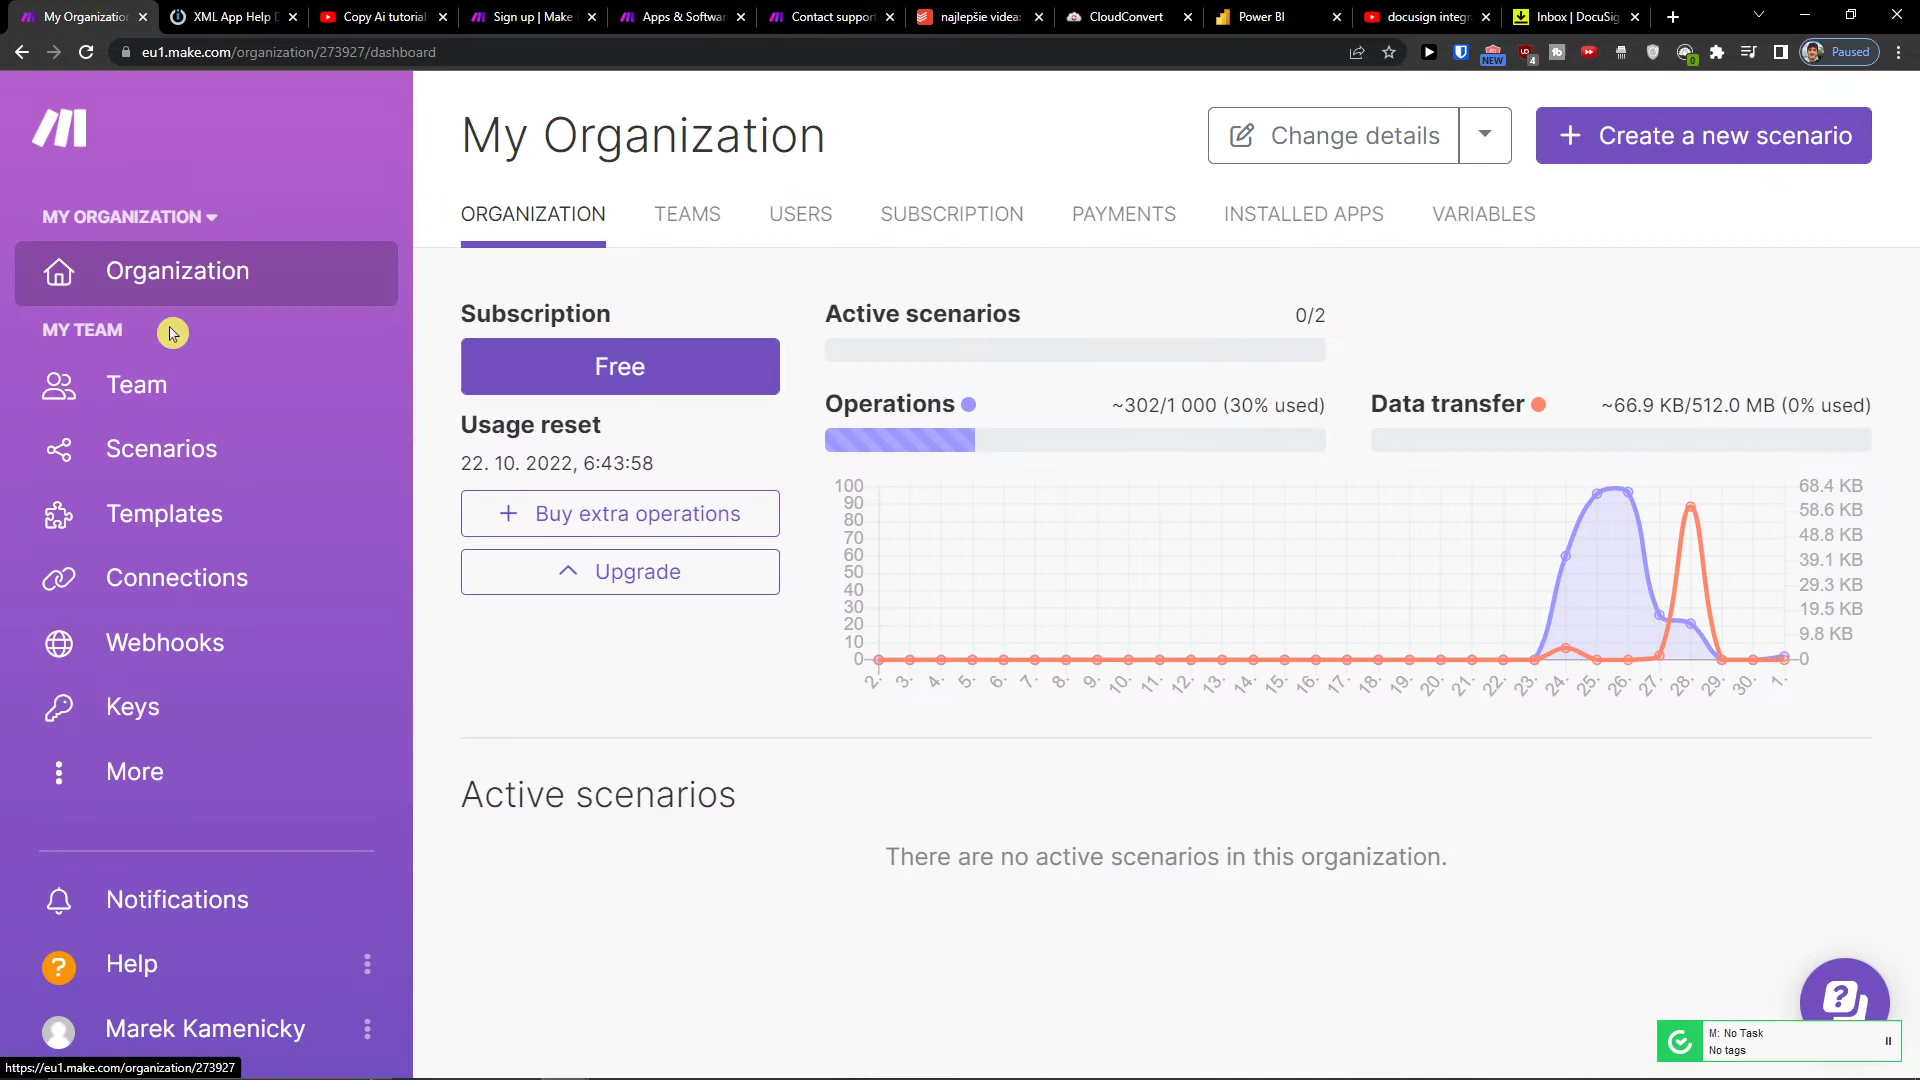 My Organization
XML App Help D
Copy Ai tutorial
Sign up | Make
Apps & Softwar
Contact support
najlepšie videa
CloudConvert
Power BI
docusign integr
Inbox | DocuSig
eu1.make.com/organization/273927/dashboard
NEW
4
0
Paused
MY ORGANIZATION
Organization
MY TEAM
Team
Scenarios
Templates
Connections
Webhooks
Keys
More
Notifications
Help
Marek Kamenicky
https://eu1.make.com/organization/273927
My Organization
Change details
+ Create a new scenario
ORGANIZATION
TEAMS
USERS
SUBSCRIPTION
PAYMENTS
INSTALLED APPS
VARIABLES
Subscription
Free
Usage reset
22. 10. 2022, 6:43:58
+ Buy extra operations
Upgrade
Active scenarios
0/2
Operations
~302/1 000 (30% used)
Data transfer
~66.9 KB/512.0 MB (0% used)
100
90
80
70
60
50
40
30
20
10
0
68.4 KB
58.6 KB
48.8 KB
39.1 KB
29.3 KB
19.5 KB
9.8 KB
0
2.
3.
4.
5.
6.
7.
8.
9.
10.
11.
12.
13.
14.
15.
16.
17.
18.
19.
20.
21.
22.
23.
24.
25.
26.
27.
28.
29.
30.
1.
Active scenarios
There are no active scenarios in this organization.
M: No Task
No tags